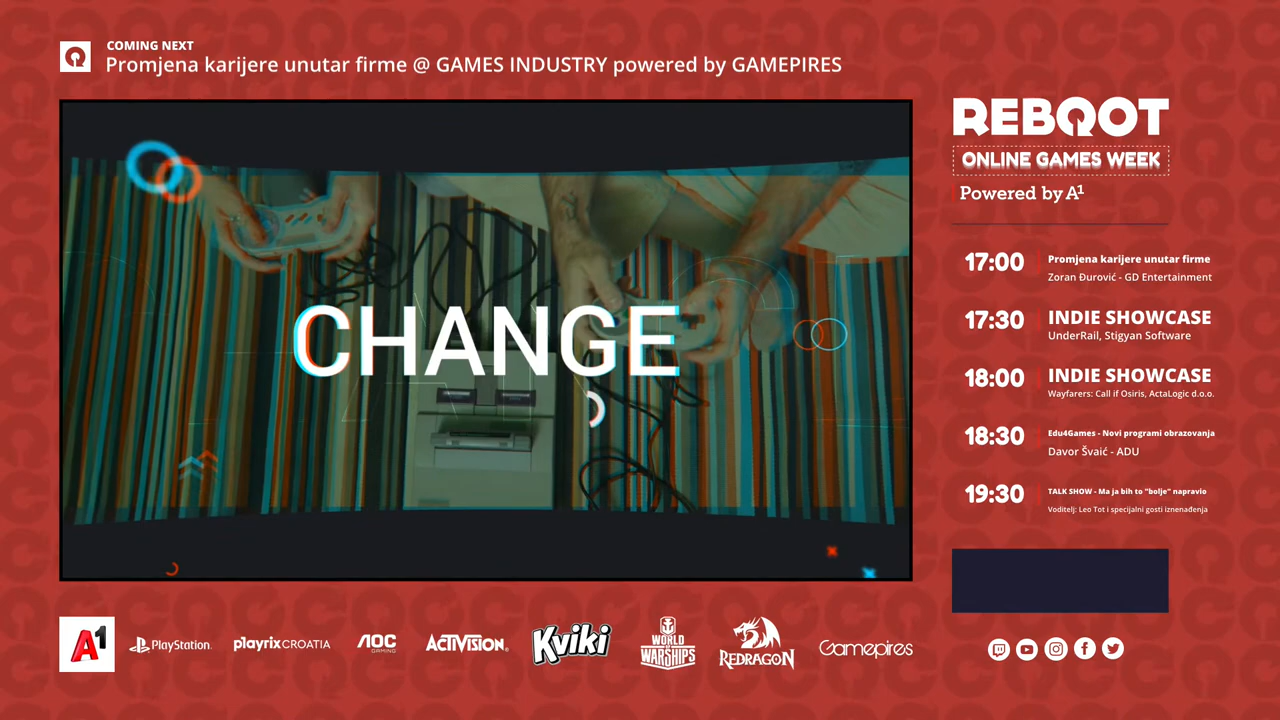 COMING NEXT
Promjena karijere unutar firme @ GAMES INDUSTRY powered by GAMEPIRES
CHANGE
REBOOT
ONLINE GAMES WEEK
Powered by A1
17:00
Promjena karijere unutar firme
Zoran Đurović - GD Entertainment
17:30
INDIE SHOWCASE
UnderRail, Stigyan Software
18:00
INDIE SHOWCASE
Wayfarers: Call if Osiris, ActaLogic d.o.o.
18:30
Edu4Games - Novi programi obrazovanja
Davor Švaić - ADU
19:30
TALK SHOW - Ma ja bih to "bolje" napravio
Voditelj: Leo Tot i specijalni gosti iznenađenja
A1
PlayStation
playrix CROATIA
AOC GAMING
ACTIVISION
Kviki
WORLD OF WARSHIPS
REDRAGON
Gamepires